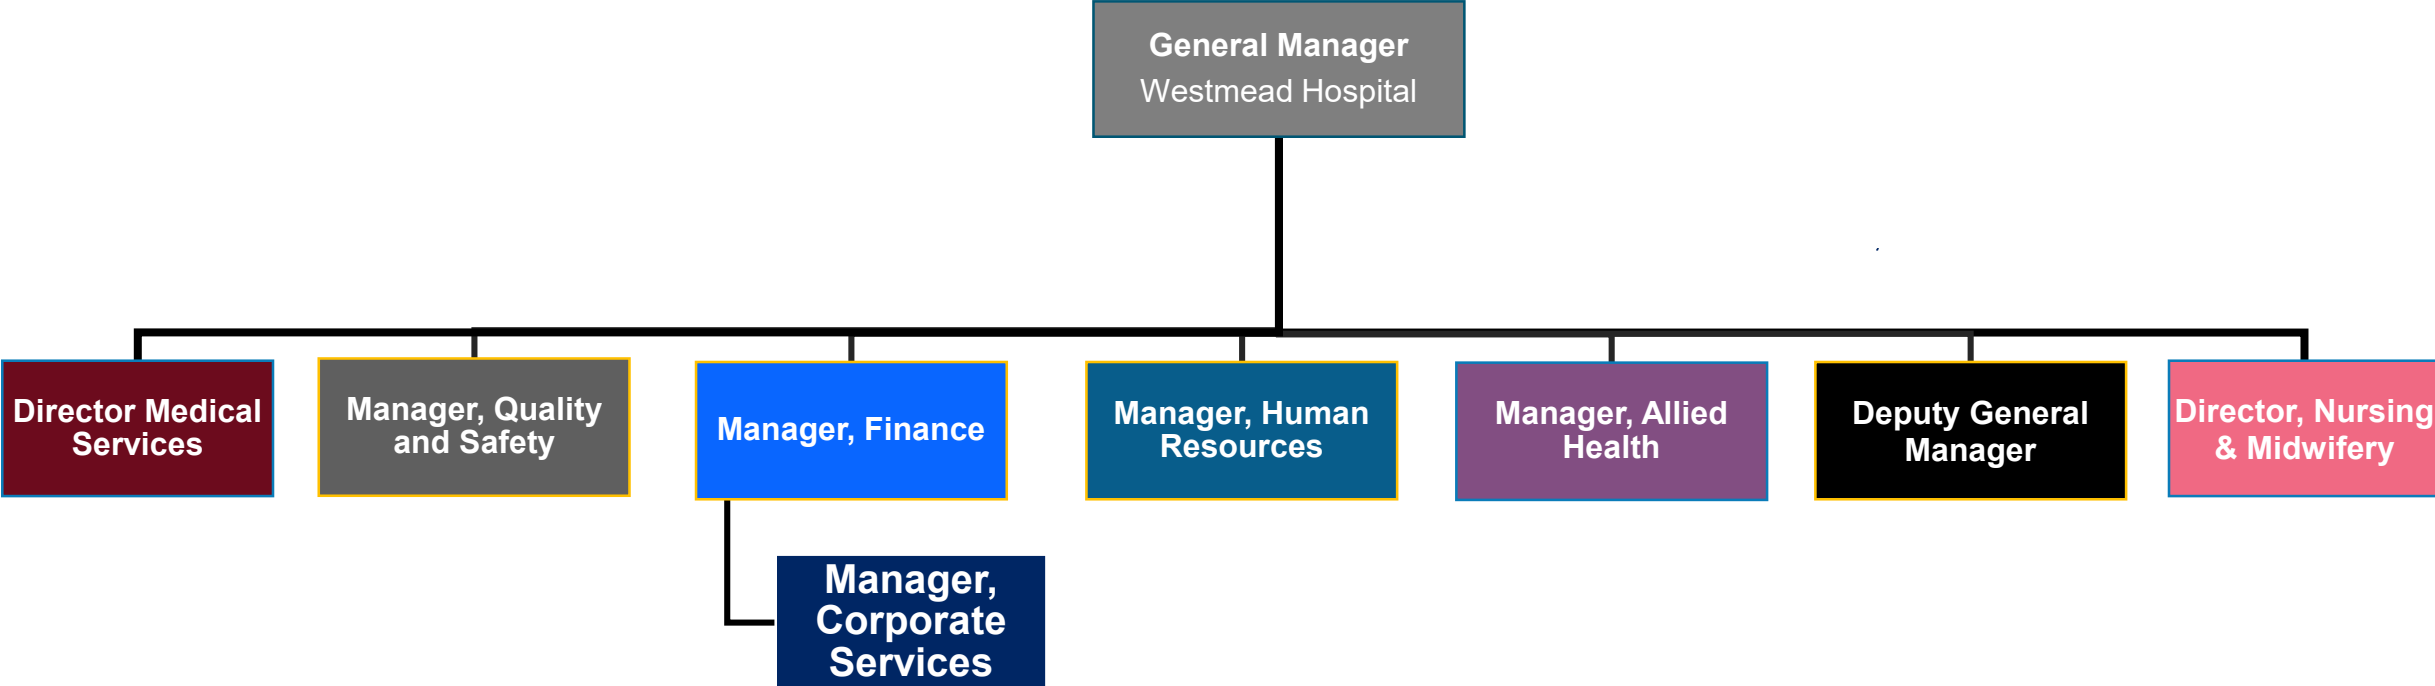 General Manager
Westmead Hospital
Director Medical
Services
Manager, Quality
and Safety
Manager, Finance
Manager, Human
Resources
Manager, Allied
Health
Deputy General
Manager
Director, Nursing
& Midwifery
Manager,
Corporate
Services